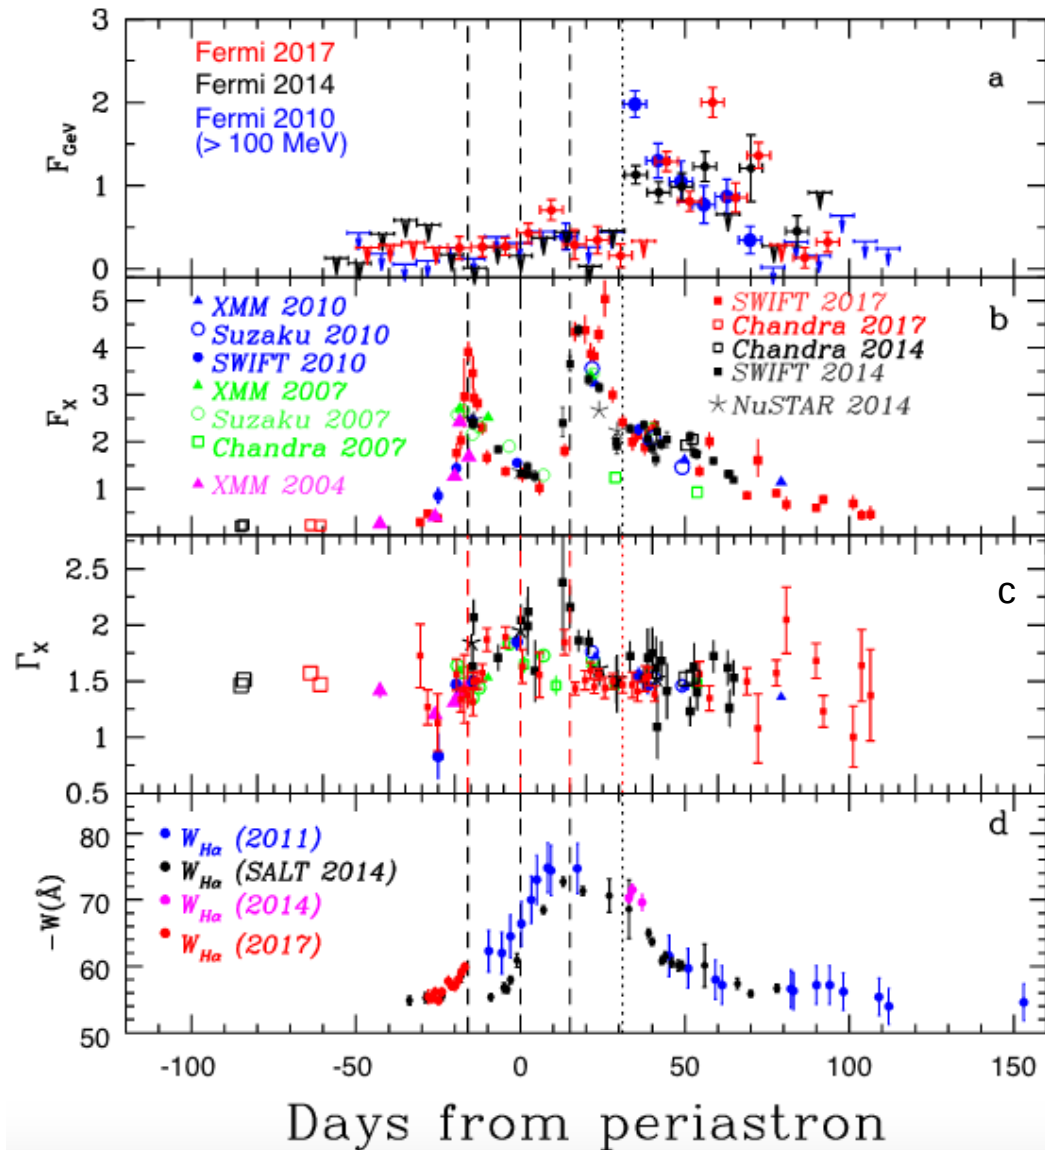 3
Fermi 2017
Fermi 2014
Fermi 2010
(> 100 MeV)
a
2
1
0
F_GeV
XMM 2010
Suzaku 2010
SWIFT 2010
XMM 2007
Suzaku 2007
Chandra 2007
XMM 2004
SWIFT 2017
Chandra 2017
Chandra 2014
SWIFT 2014
NuSTAR 2014
b
5
4
3
2
1
F_X
c
2.5
2
1.5
1
0.5
Γ_X
W_Hα (2011)
W_Hα (SALT 2014)
W_Hα (2014)
W_Hα (2017)
d
80
70
60
50
-W(Å)
-100 -50 0 50 100 150
Days from periastron